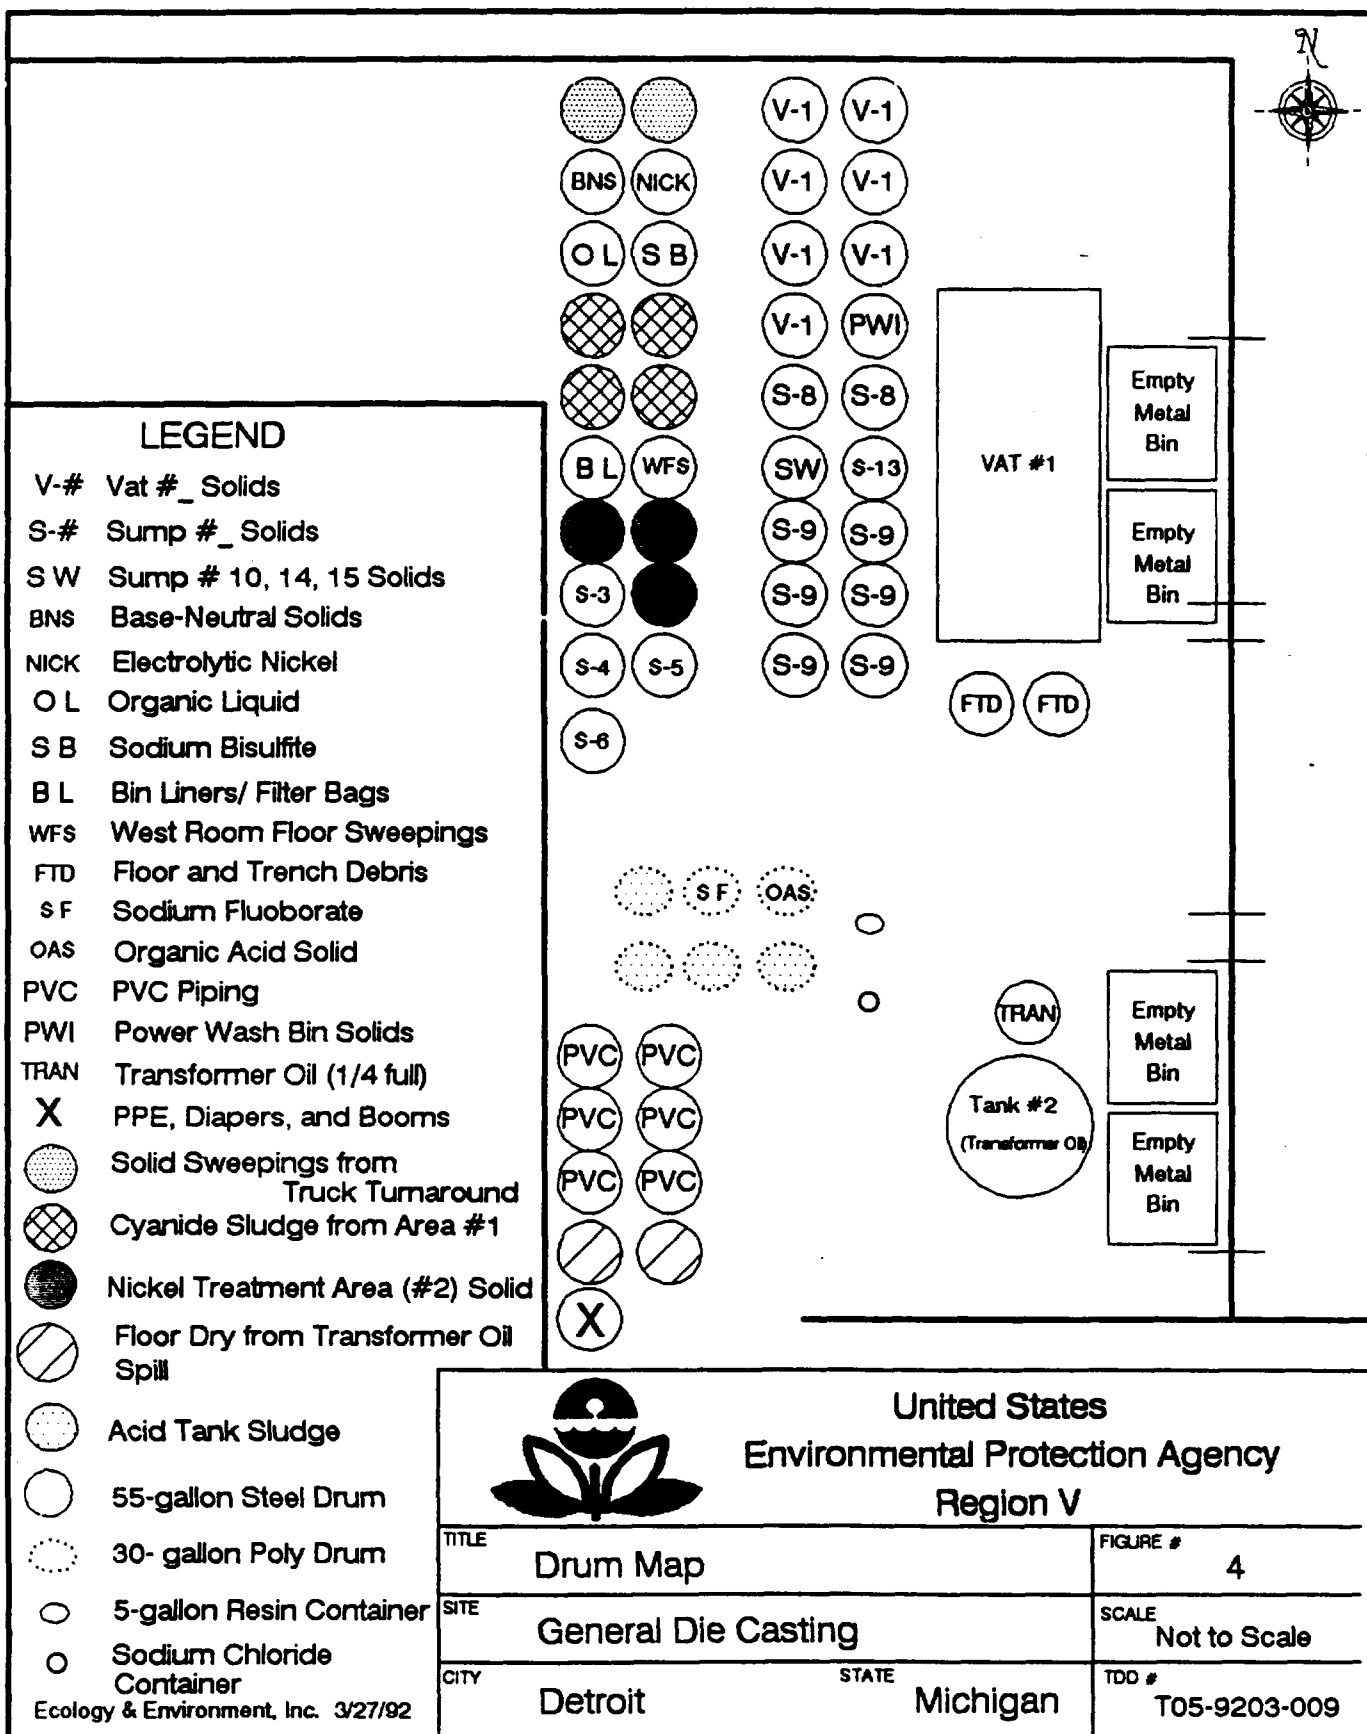 N
V-1 V-1
BNS NICK V-1 V-1
O L S B V-1 V-1
V-1 PWI
S-8 S-8
B L WFS SW S-13
S-9 S-9
S-3 S-9 S-9
S-4 S-5 S-9 S-9
S-6
VAT #1
Empty
Metal
Bin
Empty
Metal
Bin
FTD FTD
S F OAS
TRAN
PVC PVC
PVC PVC
PVC PVC
X
Tank #2
(Transformer Oil)
Empty
Metal
Bin
Empty
Metal
Bin
LEGEND
V-# Vat #_ Solids
S-# Sump #_ Solids
S W Sump # 10, 14, 15 Solids
BNS Base-Neutral Solids
NICK Electrolytic Nickel
O L Organic Liquid
S B Sodium Bisulfite
B L Bin Liners/ Filter Bags
WFS West Room Floor Sweepings
FTD Floor and Trench Debris
S F Sodium Fluoborate
OAS Organic Acid Solid
PVC PVC Piping
PWI Power Wash Bin Solids
TRAN Transformer Oil (1/4 full)
X PPE, Diapers, and Booms
Solid Sweepings from
Truck Turnaround
Cyanide Sludge from Area #1
Nickel Treatment Area (#2) Solid
Floor Dry from Transformer Oil
Spill
Acid Tank Sludge
55-gallon Steel Drum
30- gallon Poly Drum
5-gallon Resin Container
Sodium Chloride
Container
Ecology & Environment, Inc. 3/27/92
United States
Environmental Protection Agency
Region V
TITLE
Drum Map
FIGURE #
4
SITE
General Die Casting
SCALE
Not to Scale
CITY
Detroit
STATE
Michigan
TDD #
T05-9203-009